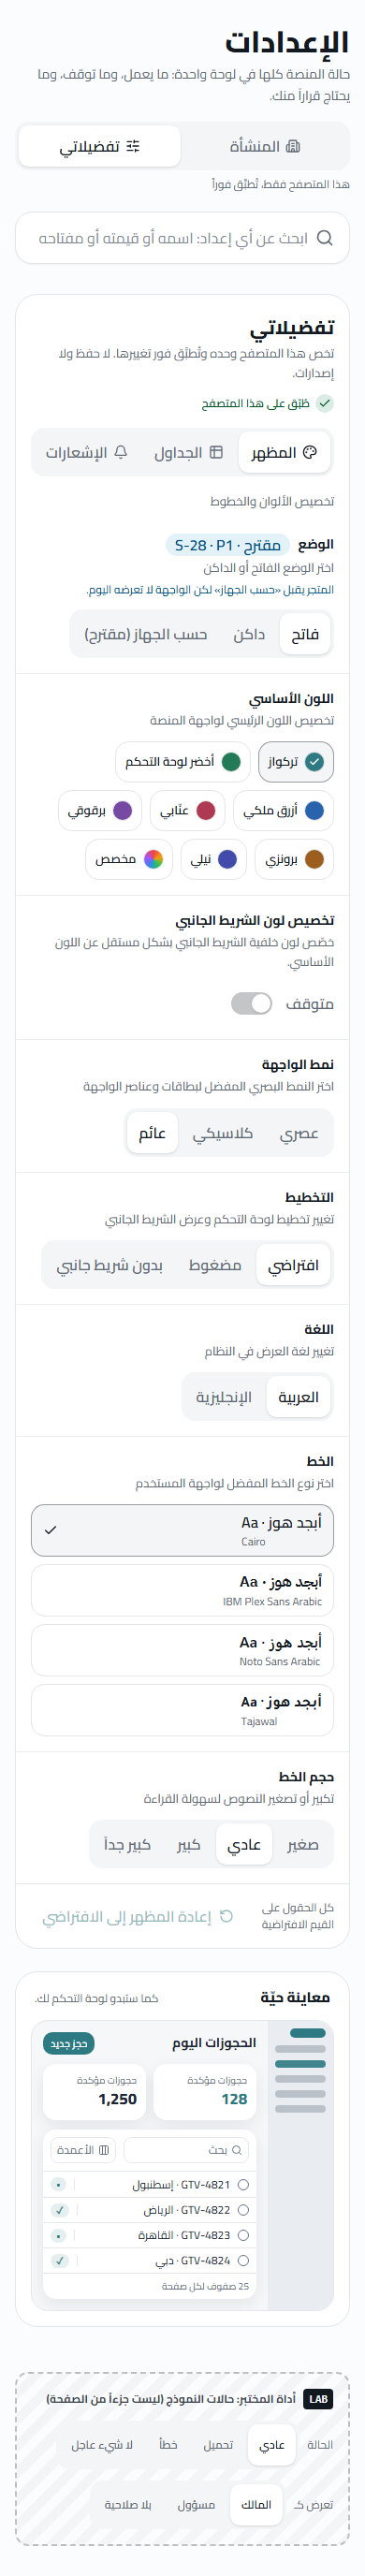 الإعدادات
حالة المنصة كلها في لوحة واحدة: ما يعمل، وما توقف، وما
يحتاج قراراً منك.
المنشأة
تفضيلاتي
هذا المتصفح فقط، تُطبَّق فوراً
ابحث عن أي إعداد: اسمه أو قيمته أو مفتاحه
تفضيلاتي
تخص هذا المتصفح وحده وتُطبَّق فور تغييرها. لا حفظ ولا
إصدارات.
طُبّق على هذا المتصفح
المظهر
الجداول
الإشعارات
تخصيص الألوان والخطوط
الوضع مقترح · S-28 · P1
اختر الوضع الفاتح أو الداكن
المتجر يقبل «حسب الجهاز» لكن الواجهة لا تعرضه اليوم.
فاتح
داكن
حسب الجهاز (مقترح)
اللون الأساسي
تخصيص اللون الرئيسي لواجهة المنصة
تركواز
أخضر لوحة التحكم
أزرق ملكي
عنّابي
برقوقي
برونزي
نيلي
مخصص
تخصيص لون الشريط الجانبي
خصّص لون خلفية الشريط الجانبي بشكل مستقل عن اللون
الأساسي.
متوقف
نمط الواجهة
اختر النمط البصري المفضل لبطاقات وعناصر الواجهة
عصري
كلاسيكي
عائم
التخطيط
تغيير تخطيط لوحة التحكم وعرض الشريط الجانبي
افتراضي
مضغوط
بدون شريط جانبي
اللغة
تغيير لغة العرض في النظام
العربية
الإنجليزية
الخط
اختر نوع الخط المفضل لواجهة المستخدم
أبجد هوز · Aa
Cairo
أبجد هوز · Aa
IBM Plex Sans Arabic
أبجد هوز · Aa
Noto Sans Arabic
أبجد هوز · Aa
Tajawal
حجم الخط
تكبير أو تصغير النصوص لسهولة القراءة
صغير
عادي
كبير
كبير جداً
كل الحقول على
القيم الافتراضية
إعادة المظهر إلى الافتراضي
معاينة حيّة
كما ستبدو لوحة التحكم لك.
الحجوزات اليوم
حجز جديد
حجوزات مؤكدة
128
حجوزات مؤكدة
1,250
بحث
الأعمدة
GTV-4821 · إسطنبول
GTV-4822 · الرياض
GTV-4823 · القاهرة
GTV-4824 · دبي
25 صفوف لكل صفحة
LAB أداة المختبر: حالات النموذج (ليست جزءاً من الصفحة)
الحالة
عادي
تحميل
خطأ
لا شيء عاجل
تعرض كـ
المالك
مسؤول
بلا صلاحية